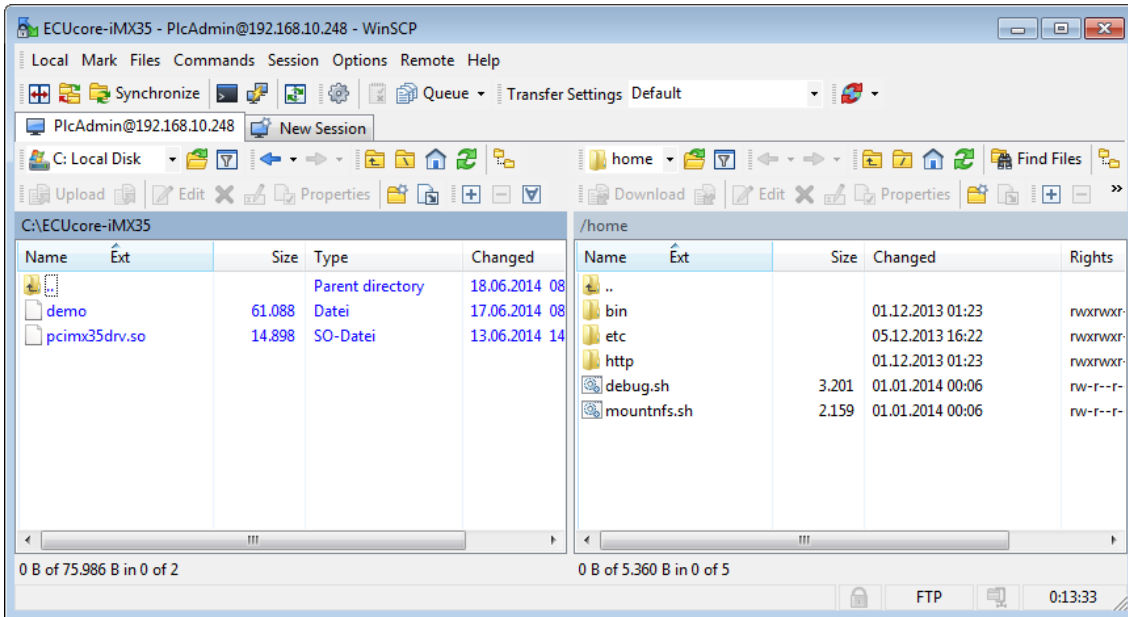 ECUcore-iMX35 - PlcAdmin@192.168.10.248 - WinSCP
Local Mark Files Commands Session Options Remote Help
Synchronize Queue Transfer Settings Default
PlcAdmin@192.168.10.248 New Session
C: Local Disk home Find Files
Upload Edit Properties Download Edit Properties »
C:\ECUcore-iMX35 /home
Name Ext Size Type Changed Name Ext Size Changed Rights
.. Parent directory 18.06.2014 08 ..
demo 61.088 Datei 17.06.2014 08 bin 01.12.2013 01:23 rwxrwxr-
pcimx35drv.so 14.898 SO-Datei 13.06.2014 14 etc 05.12.2013 16:22 rwxrwxr-
http 01.12.2013 01:23 rwxrwxr-
debug.sh 3.201 01.01.2014 00:06 rw-r--r-
mountnfs.sh 2.159 01.01.2014 00:06 rw-r--r-
0 B of 75.986 B in 0 of 2 0 B of 5.360 B in 0 of 5
FTP 0:13:33